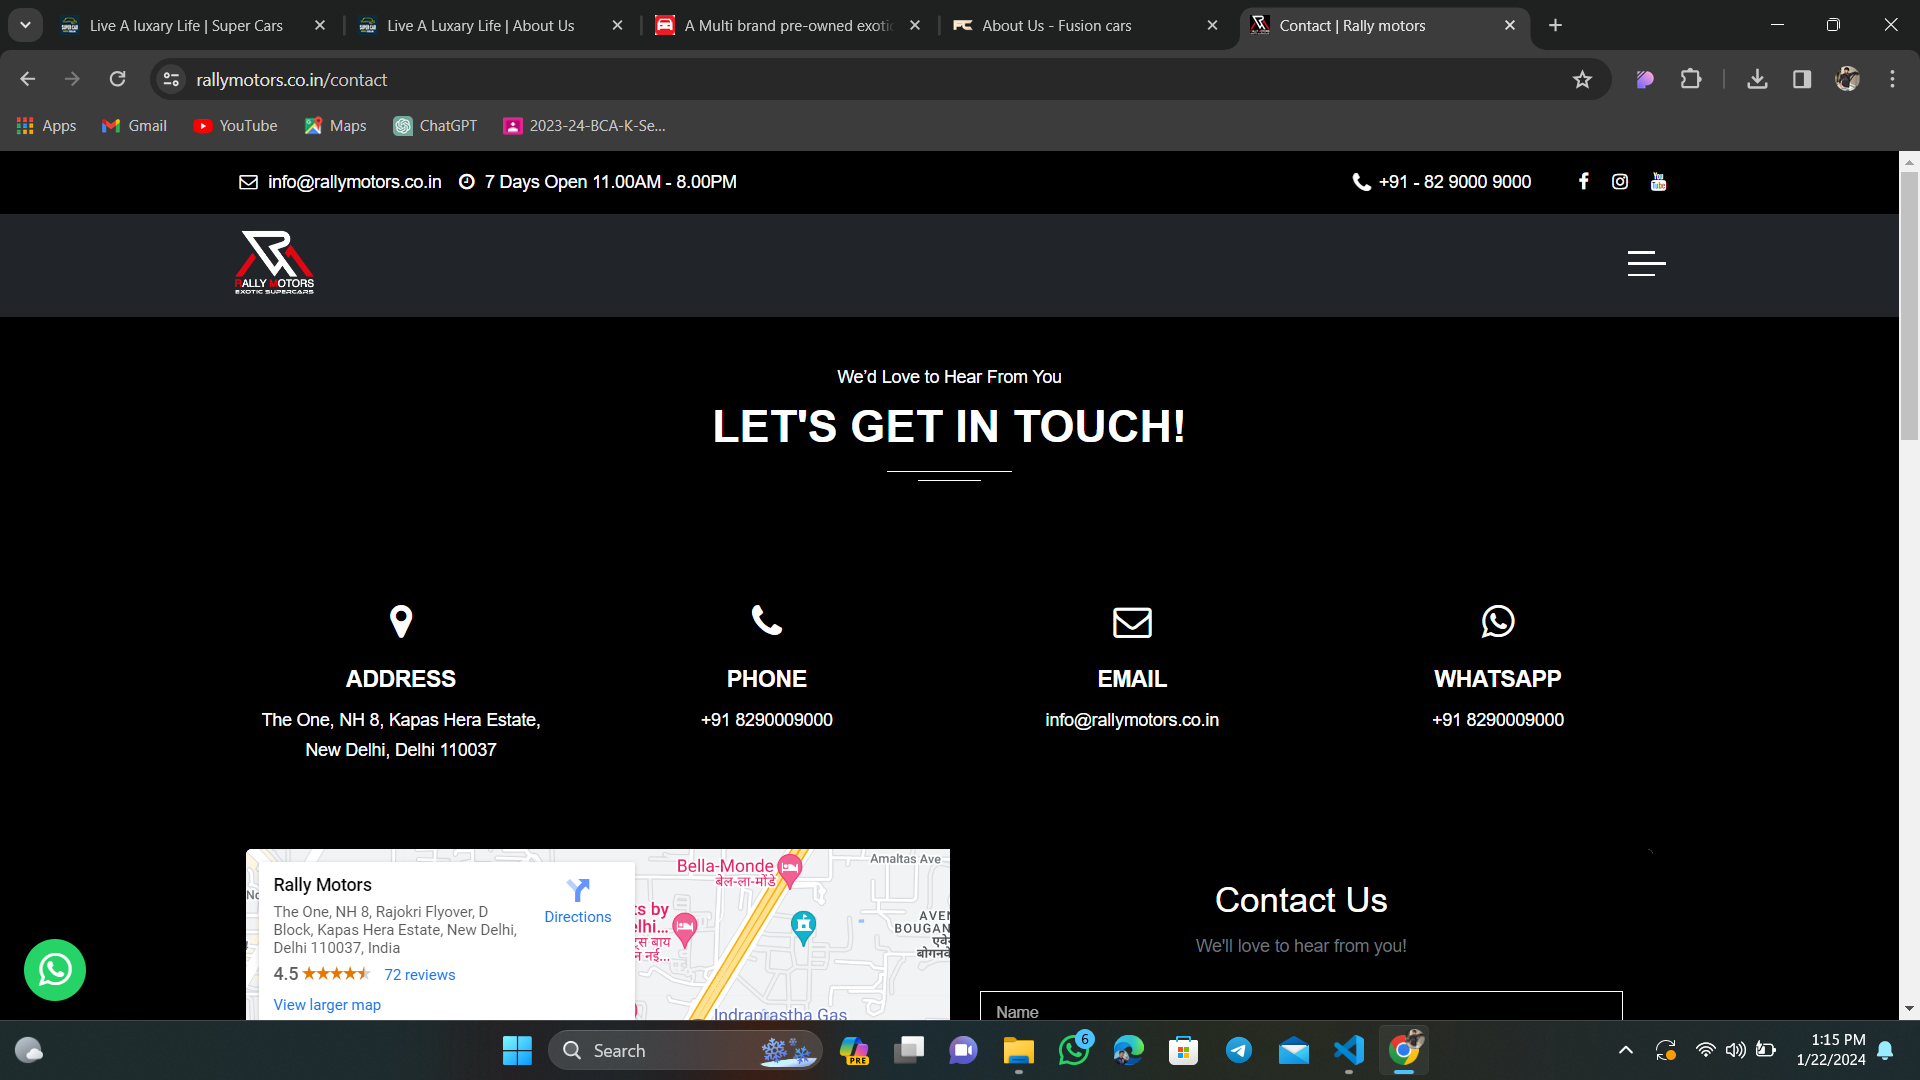 Live A luxary Life | Super Cars
Live A Luxary Life | About Us
A Multi brand pre-owned exotic
About Us - Fusion cars
Contact | Rally motors
rallymotors.co.in/contact
Apps
Gmail
YouTube
Maps
ChatGPT
2023-24-BCA-K-Se...
info@rallymotors.co.in
7 Days Open 11.00AM - 8.00PM
+91 - 82 9000 9000
You
Tube
RALLY MOTORS
EXOTIC SUPERCARS
We’d Love to Hear From You
LET'S GET IN TOUCH!
ADDRESS
The One, NH 8, Kapas Hera Estate,
New Delhi, Delhi 110037
PHONE
+91 8290009000
EMAIL
info@rallymotors.co.in
WHATSAPP
+91 8290009000
Rally Motors
The One, NH 8, Rajokri Flyover, D
Block, Kapas Hera Estate, New Delhi,
Delhi 110037, India
4.5
72 reviews
View larger map
Directions
Bella-Monde
बेल-ला-मोंडे
Amaltas Ave
Indraprastha Gas
Contact Us
We'll love to hear from you!
Name
Search
PRE
6
1:15 PM
1/22/2024